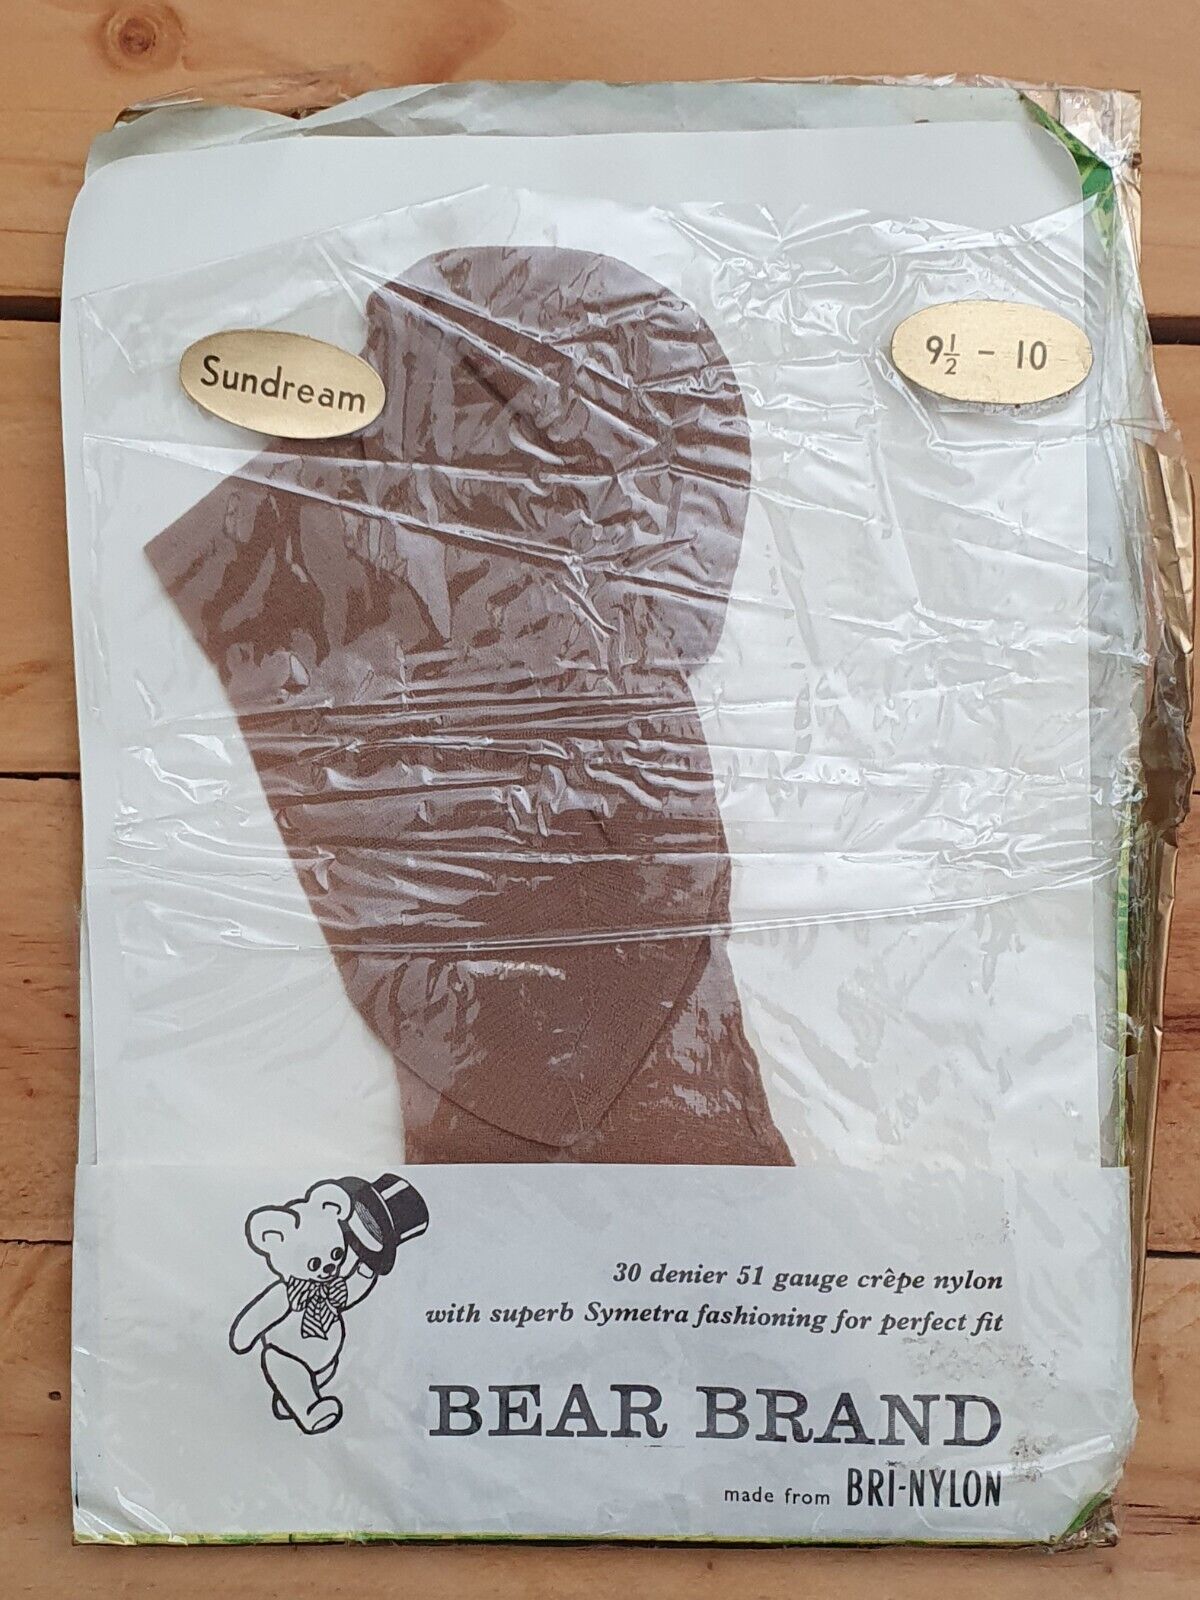 Sundream
9½ - 10
30 denier 51 gauge crêpe nylon
with superb Symetra fashioning for perfect fit
BEAR BRAND
made from BRI-NYLON